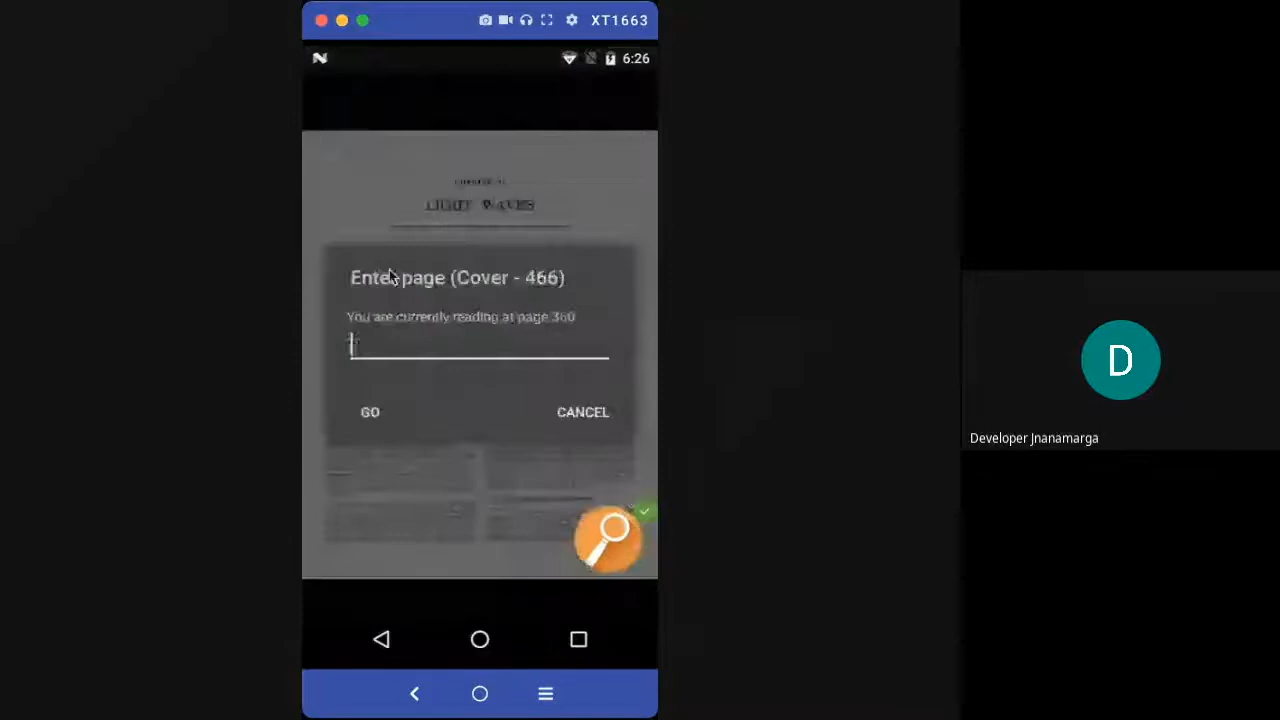 XT1663
6:26
LIGHT WAVES
Enter page (Cover - 466)
You are currently reading at page 360
GO
CANCEL
D
Developer Jnanamarga